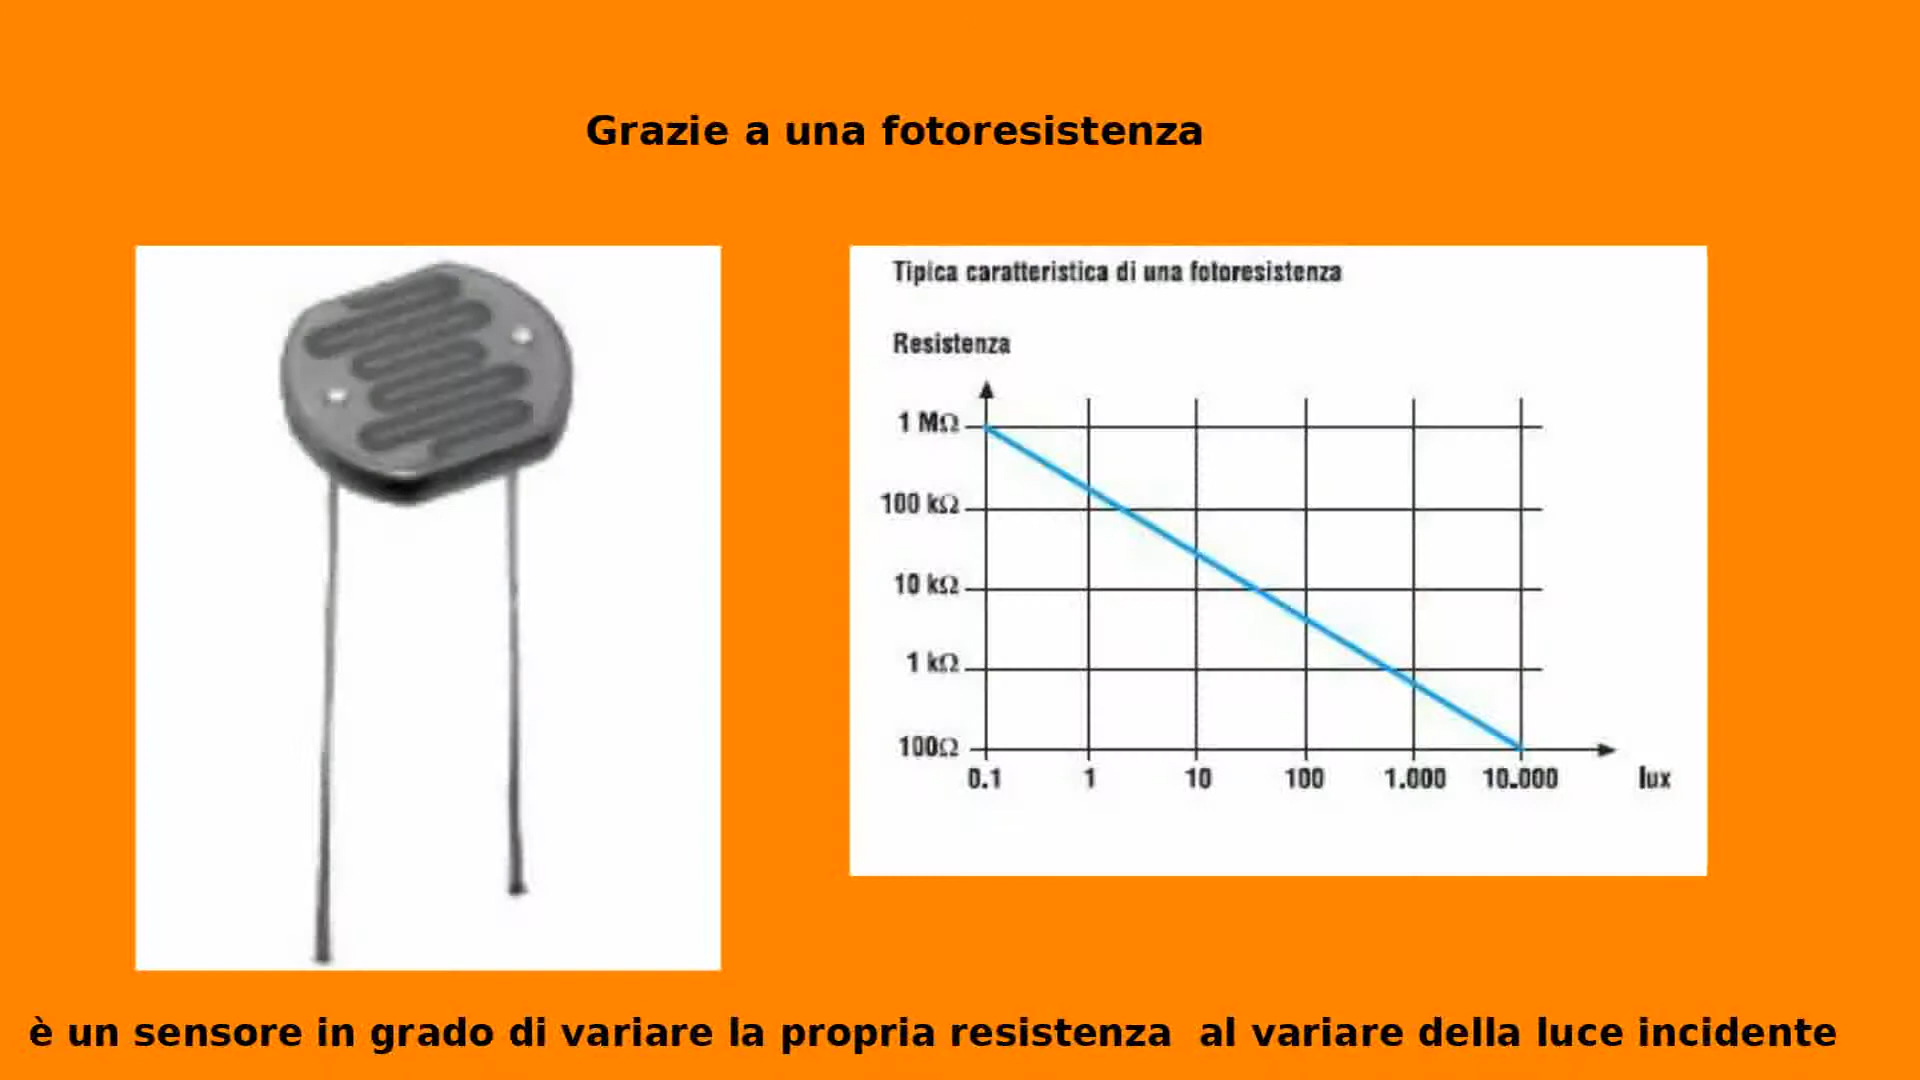 Grazie a una fotoresistenza
Tipica caratteristica di una fotoresistenza
Resistenza
1 MΩ
100 kΩ
10 kΩ
1 kΩ
100Ω
0.1 1 10 100 1.000 10.000 lux
è un sensore in grado di variare la propria resistenza al variare della luce incidente